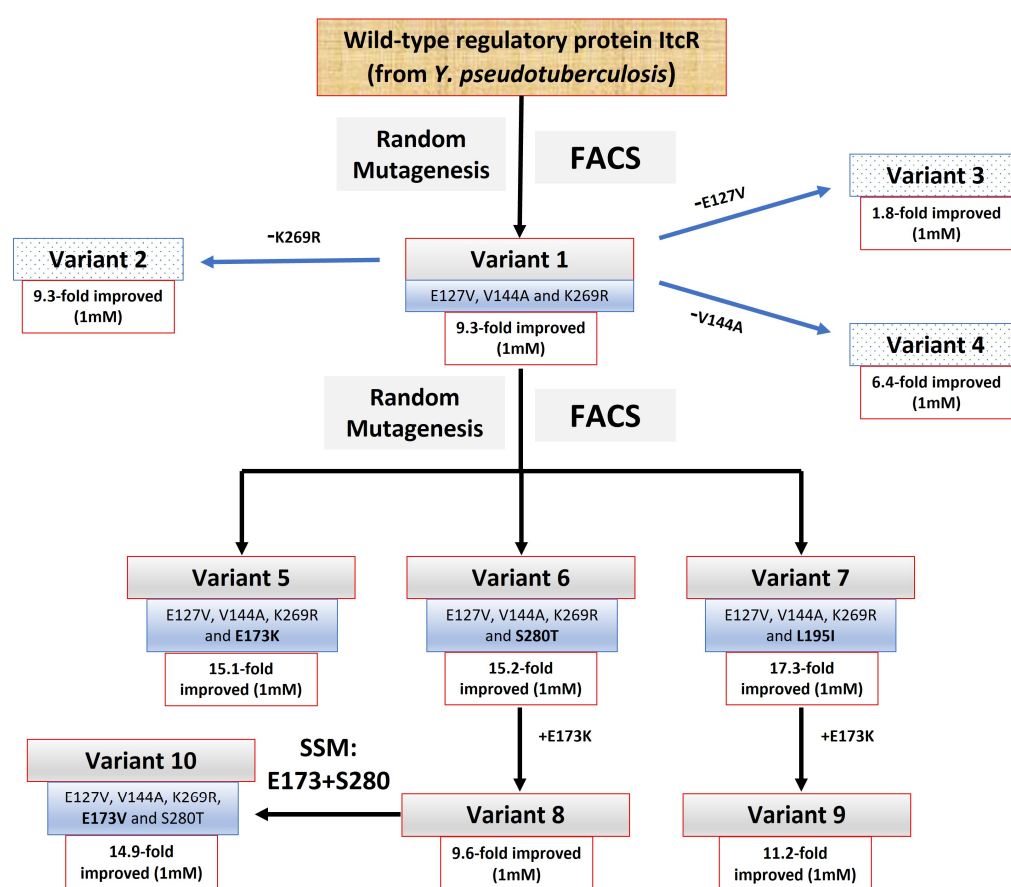 Wild-type regulatory protein ItcR
(from Y. pseudotuberculosis)
Random
Mutagenesis
FACS
-E127V
Variant 3
1.8-fold improved
(1mM)
-K269R
Variant 2
9.3-fold improved
(1mM)
Variant 1
E127V, V144A and K269R
9.3-fold improved
(1mM)
-V144A
Variant 4
6.4-fold improved
(1mM)
Random
Mutagenesis
FACS
Variant 5
E127V, V144A, K269R
and E173K
15.1-fold
improved (1mM)
Variant 6
E127V, V144A, K269R
and S280T
15.2-fold
improved (1mM)
Variant 7
E127V, V144A, K269R
and L195I
17.3-fold
improved (1mM)
+E173K
+E173K
SSM:
E173+S280
Variant 10
E127V, V144A, K269R,
E173V and S280T
14.9-fold
improved (1mM)
Variant 8
9.6-fold improved
(1mM)
Variant 9
11.2-fold
improved (1mM)